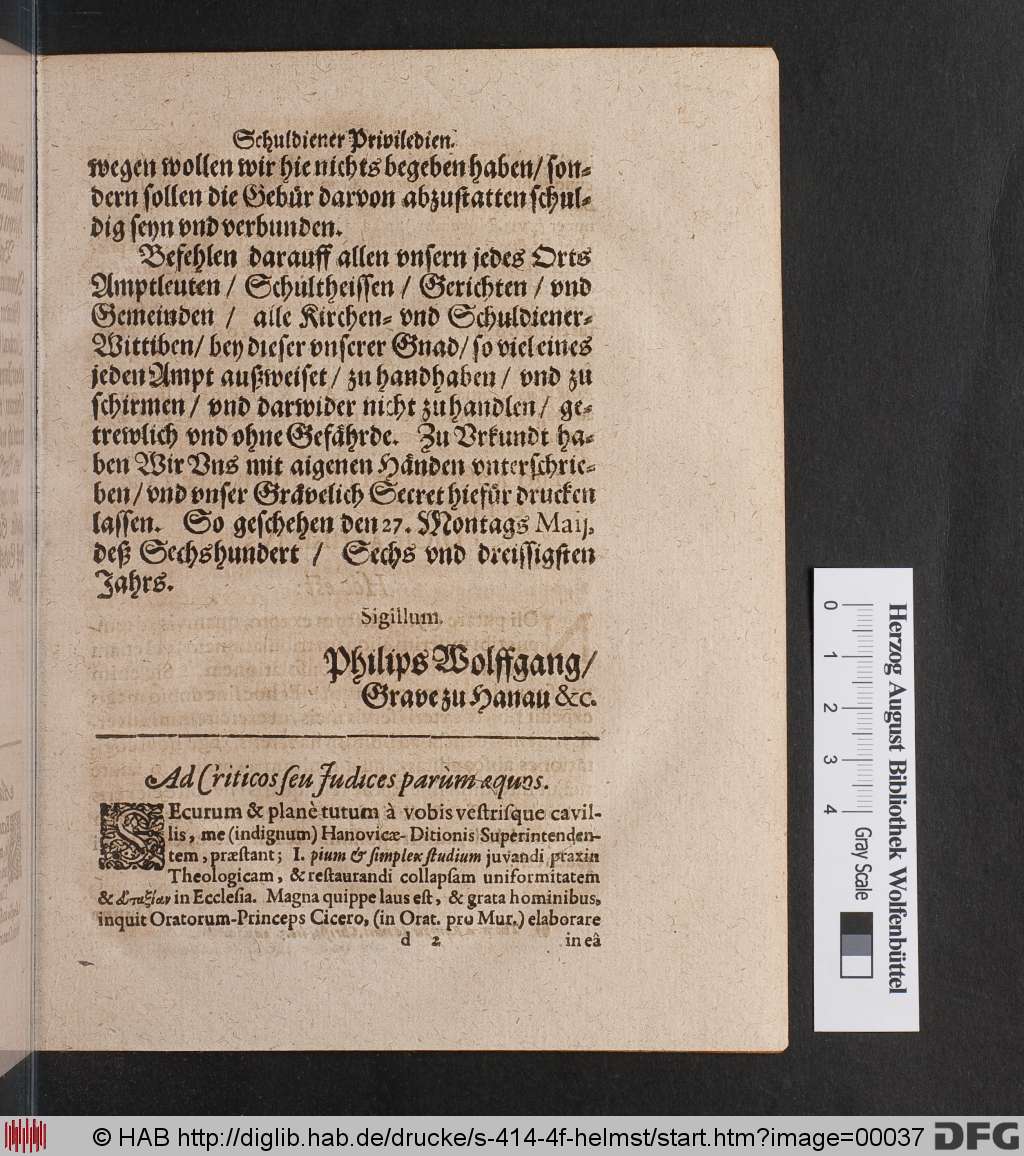 Schuldiener Priviledien.
wegen wollen wir hie nichts begeben haben/ son-
dern sollen die Gebür darvon abzustatten schul-
dig seyn vnd verbunden.
Befehlen darauff allen vnsern jedes Orts
Amptleuten / Schultheissen / Gerichten / vnd
Gemeinden / alle Kirchen- vnd Schuldiener-
Wittiben/ bey dieser vnserer Gnad/ so viel eines
jeden Ampt außweiset/ zu handhaben / vnd zu
schirmen/ vnd darwider nicht zu handlen/ ge-
trewlich vnd ohne Gefährde. Zu Vrkundt ha-
ben Wir Vns mit aigenen Händen vnterschrie-
ben/ vnd vnser Grävelich Secret hiefür drucken
lassen. So geschehen den 27. Montags Maij,
deß Sechshundert / Sechs vnd dreissigsten
Jahrs.
Sigillum.
Philips Wolffgang/
Grave zu Hanau &c.
Ad Criticos seu Judices parum æquos.
SEcurum & planè tutum à vobis vestrisque cavil-
lis, me (indignum) Hanovicæ- Ditionis Superintenden-
tem, præstant; I. pium & simplex studium juvandi praxin
Theologicam, & restaurandi collapsam uniformitatem
& ἐυταξίαν in Ecclesia. Magna quippe laus est, & grata hominibus,
inquit Oratorum-Princeps Cicero, (in Orat. pro Mur.) elaborare
d 2 in eâ
0 1 2 3 4
Herzog August Bibliothek Wolfenbüttel
Gray Scale
© HAB http://diglib.hab.de/drucke/s-414-4f-helmst/start.htm?image=00037
DFG